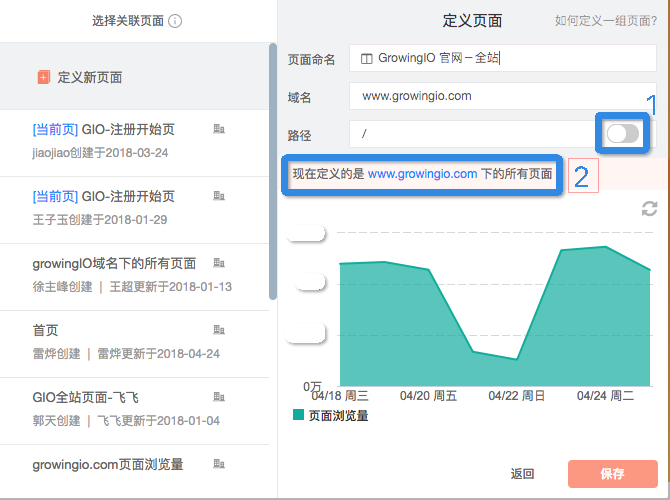 选择关联页面
定义新页面
[当前页] GIO-注册开始页
jiaojiao创建于2018-03-24
[当前页] GIO-注册开始页
王子玉创建于2018-01-29
growingIO域名下的所有页面
徐主峰创建 | 王超更新于2018-01-13
首页
雷烨创建 | 雷烨更新于2018-04-24
GIO全站页面-飞飞
郭天创建 | 飞飞更新于2018-01-04
growingio.com页面浏览量
定义页面
如何定义一组页面?
页面命名
GrowingIO 官网－全站
域名
www.growingio.com
1
路径
/
现在定义的是 www.growingio.com 下的所有页面
2
0万
04/18 周三
04/20 周五
04/22 周日
04/24 周二
页面浏览量
返回
保存